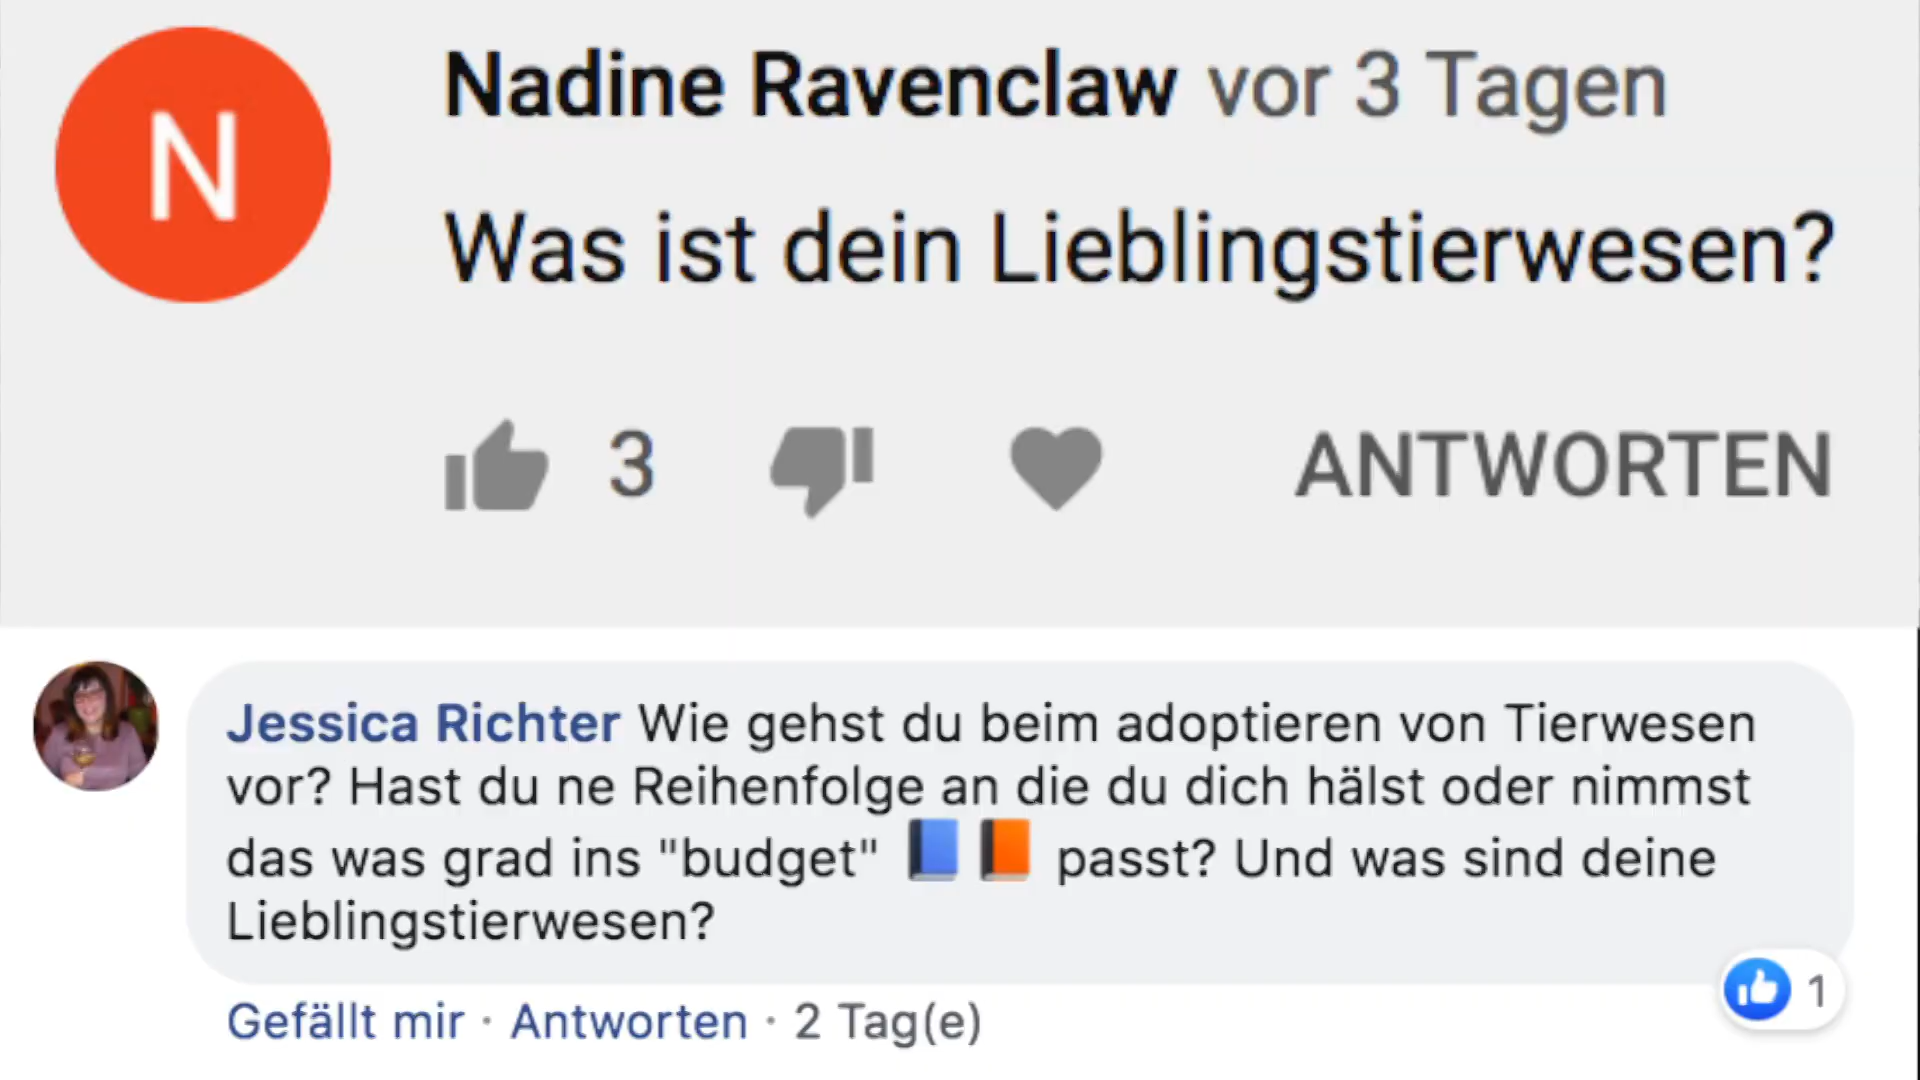 N
Nadine Ravenclaw vor 3 Tagen
Was ist dein Lieblingstierwesen?
3
ANTWORTEN
Jessica Richter Wie gehst du beim adoptieren von Tierwesen
vor? Hast du ne Reihenfolge an die du dich hälst oder nimmst
das was grad ins "budget" 📘📙 passt? Und was sind deine
Lieblingstierwesen?
1
Gefällt mir · Antworten · 2 Tag(e)